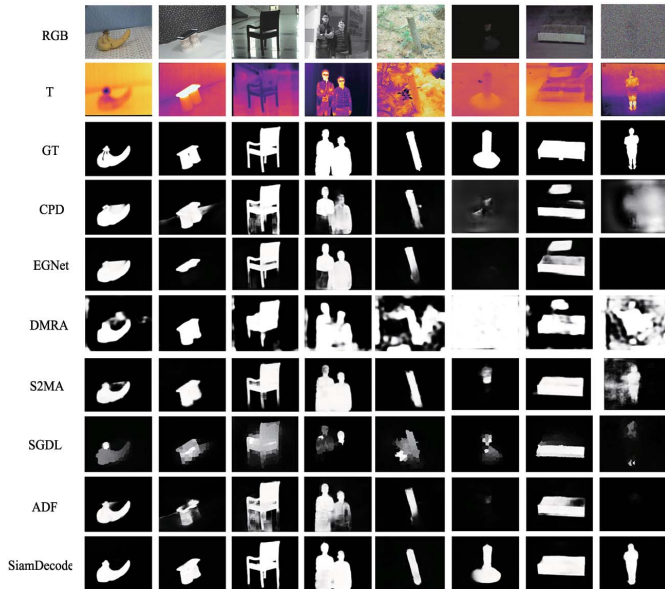 RGB
T
GT
CPD
EGNet
DMRA
S2MA
SGDL
ADF
SiamDecode